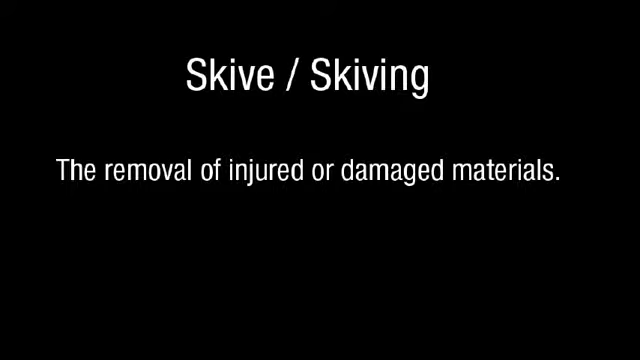 Skive / Skiving
The removal of injured or damaged materials.